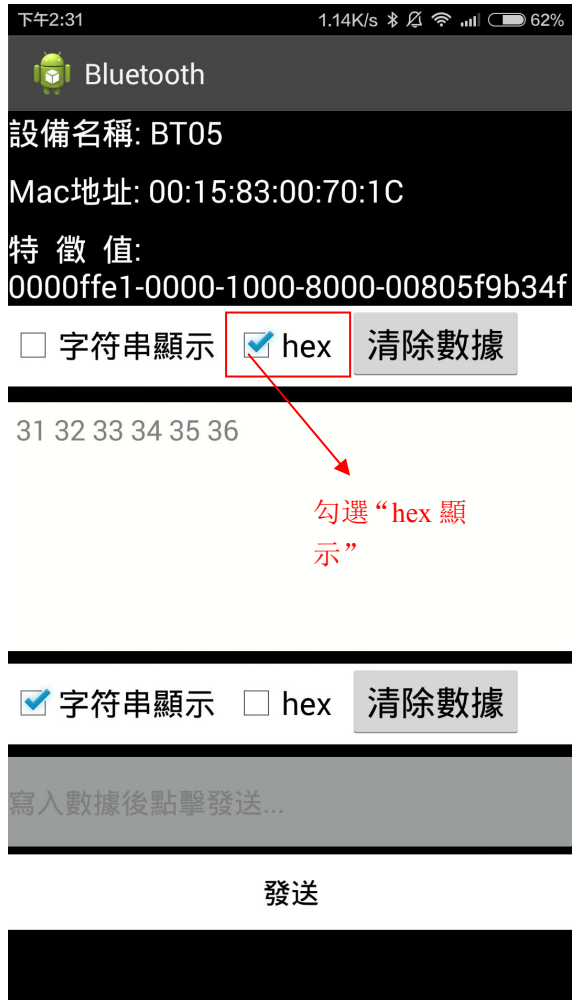 下午2:31 1.14K/s 62%
Bluetooth
設備名稱: BT05
Mac地址: 00:15:83:00:70:1C
特 徵 值:
0000ffe1-0000-1000-8000-00805f9b34f
字符串顯示 hex 清除數據
31 32 33 34 35 36
勾選“hex 顯
示”
字符串顯示 hex 清除數據
寫入數據後點擊發送...
發送